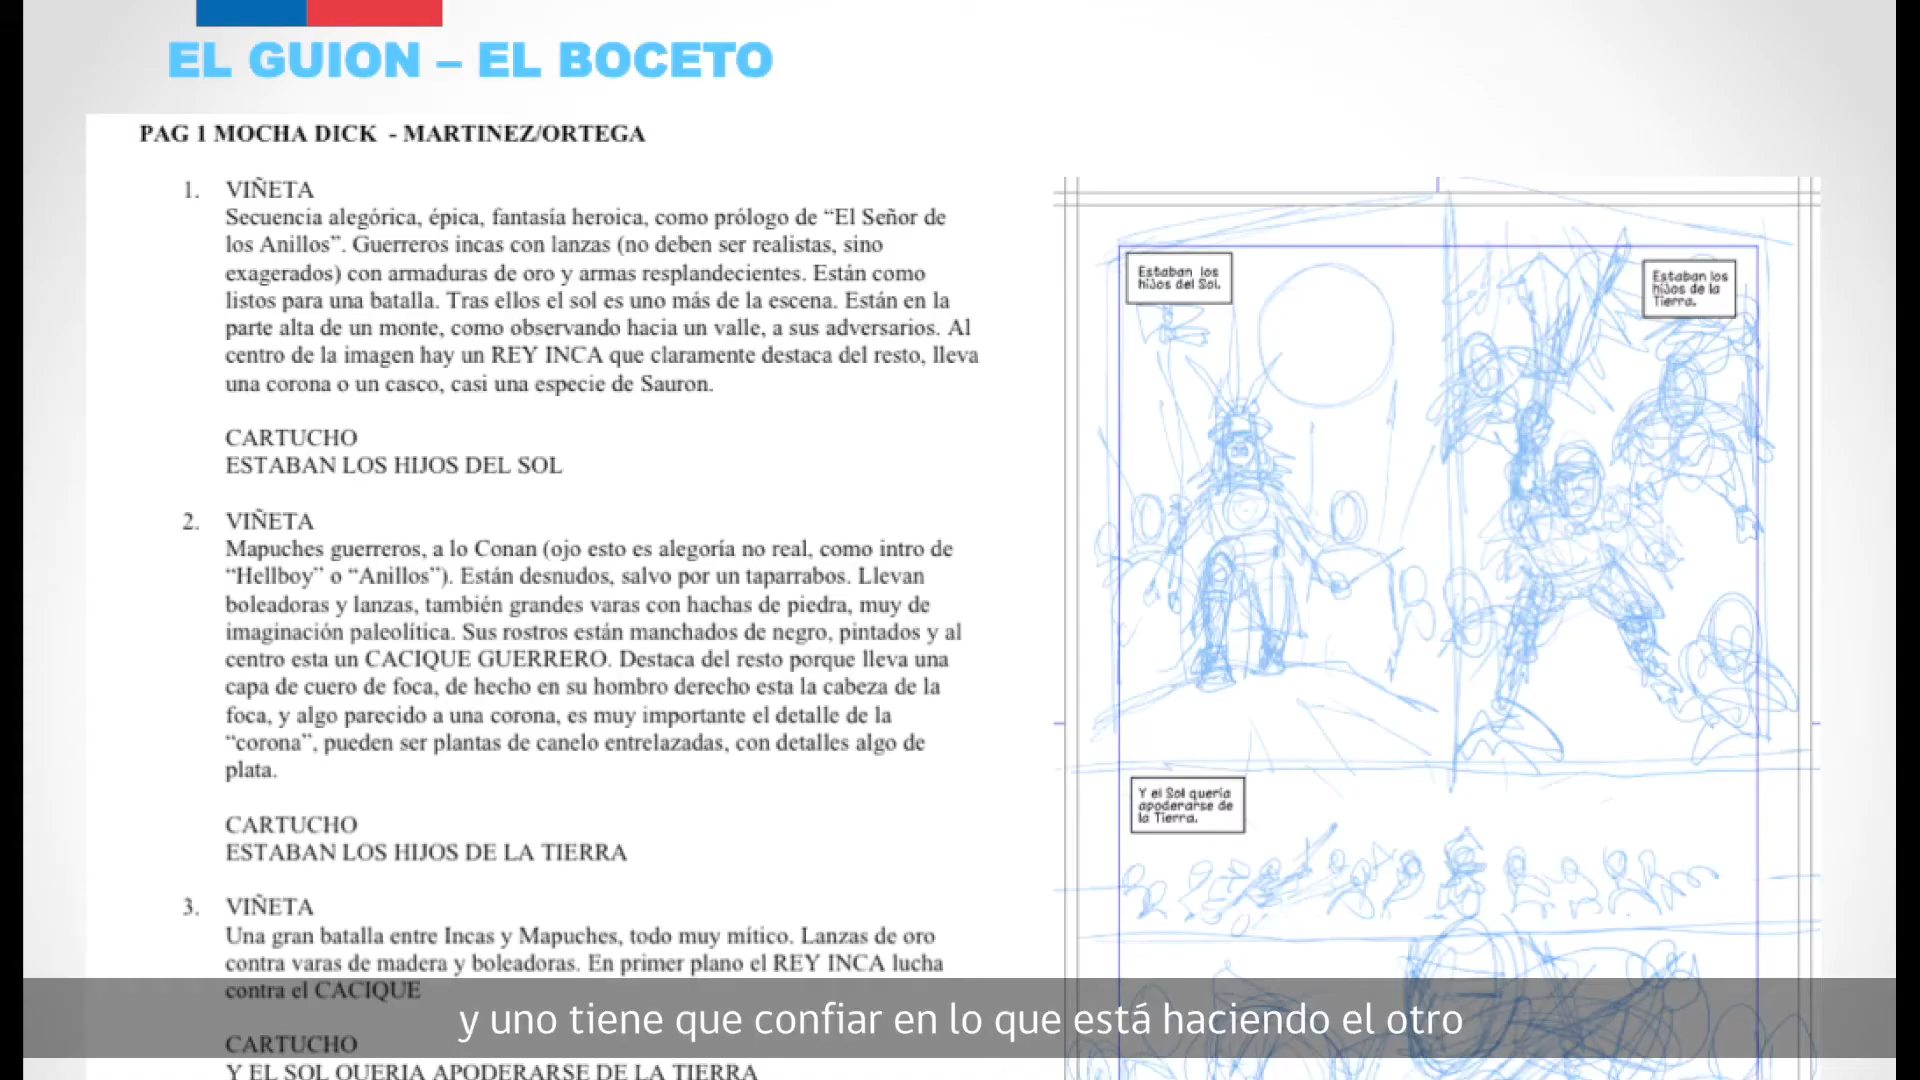 EL GUION – EL BOCETO
PAG 1 MOCHA DICK - MARTINEZ/ORTEGA
1. VIÑETA
Secuencia alegórica, épica, fantasía heroica, como prólogo de “El Señor de
los Anillos”. Guerreros incas con lanzas (no deben ser realistas, sino
exagerados) con armaduras de oro y armas resplandecientes. Están como
listos para una batalla. Tras ellos el sol es uno más de la escena. Están en la
parte alta de un monte, como observando hacia un valle, a sus adversarios. Al
centro de la imagen hay un REY INCA que claramente destaca del resto, lleva
una corona o un casco, casi una especie de Sauron.
CARTUCHO
ESTABAN LOS HIJOS DEL SOL
2. VIÑETA
Mapuches guerreros, a lo Conan (ojo esto es alegoría no real, como intro de
“Hellboy” o “Anillos”). Están desnudos, salvo por un taparrabos. Llevan
boleadoras y lanzas, también grandes varas con hachas de piedra, muy de
imaginación paleolítica. Sus rostros están manchados de negro, pintados y al
centro esta un CACIQUE GUERRERO. Destaca del resto porque lleva una
capa de cuero de foca, de hecho en su hombro derecho esta la cabeza de la
foca, y algo parecido a una corona, es muy importante el detalle de la
“corona”, pueden ser plantas de canelo entrelazadas, con detalles algo de
plata.
CARTUCHO
ESTABAN LOS HIJOS DE LA TIERRA
3. VIÑETA
Una gran batalla entre Incas y Mapuches, todo muy mítico. Lanzas de oro
contra varas de madera y boleadoras. En primer plano el REY INCA lucha
contra el CACIQUE
CARTUCHO
Y EL SOL QUERIA APODERARSE DE LA TIERRA
Estaban los
hijos del Sol.
Estaban los
hijos de la
Tierra.
Y el Sol quería
apoderarse de
la Tierra.
y uno tiene que confiar en lo que está haciendo el otro